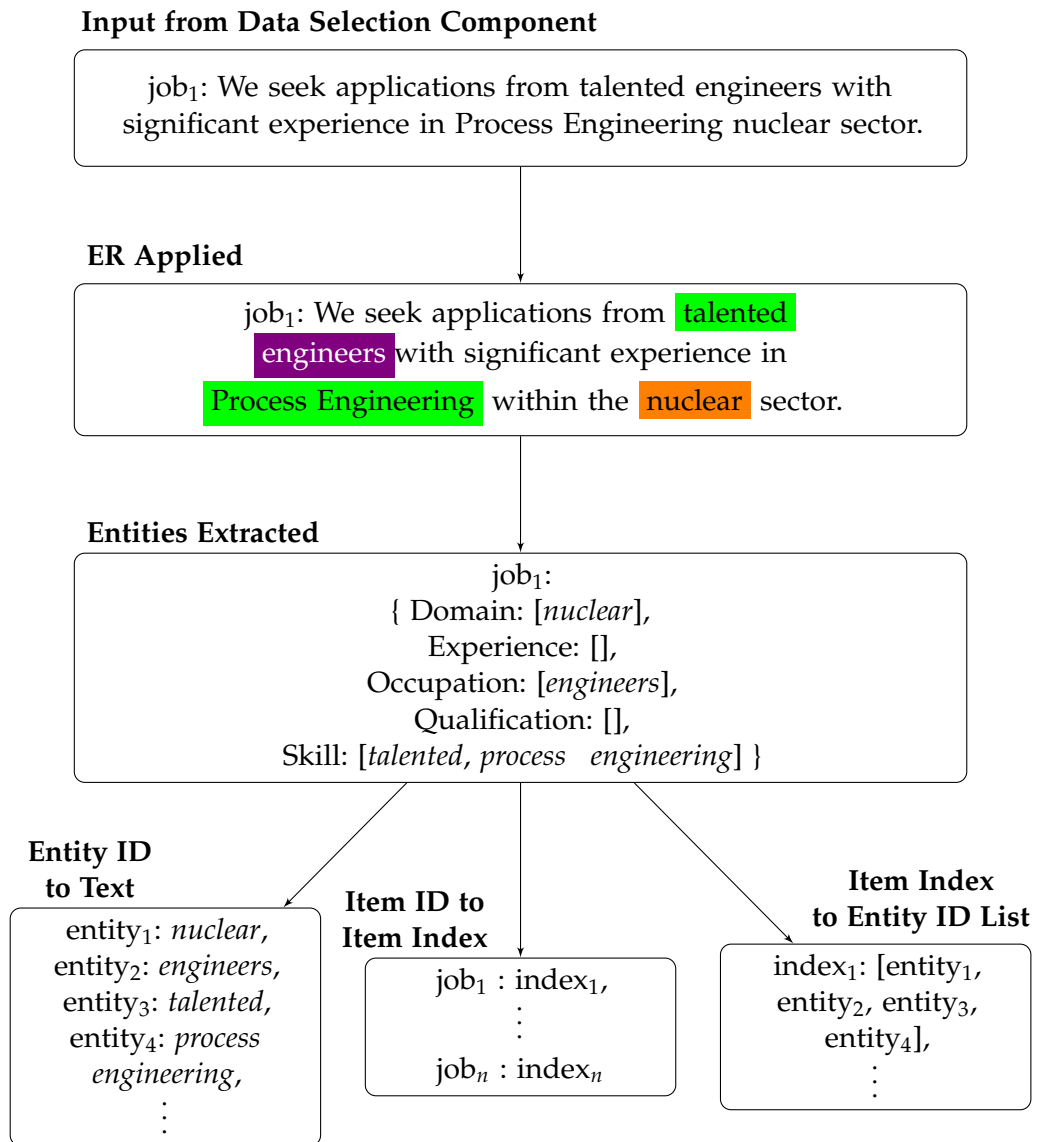 Input from Data Selection Component
job₁: We seek applications from talented engineers with
significant experience in Process Engineering nuclear sector.
ER Applied
job₁: We seek applications from talented
engineers with significant experience in
Process Engineering within the nuclear sector.
Entities Extracted
job₁:
{ Domain: [nuclear],
Experience: [],
Occupation: [engineers],
Qualification: [],
Skill: [talented, process engineering] }
Entity ID
to Text
entity₁: nuclear,
entity₂: engineers,
entity₃: talented,
entity₄: process
engineering,
⋮
Item ID to
Item Index
job₁ : index₁,
⋮
jobₙ : indexₙ
Item Index
to Entity ID List
index₁: [entity₁,
entity₂, entity₃,
entity₄],
⋮